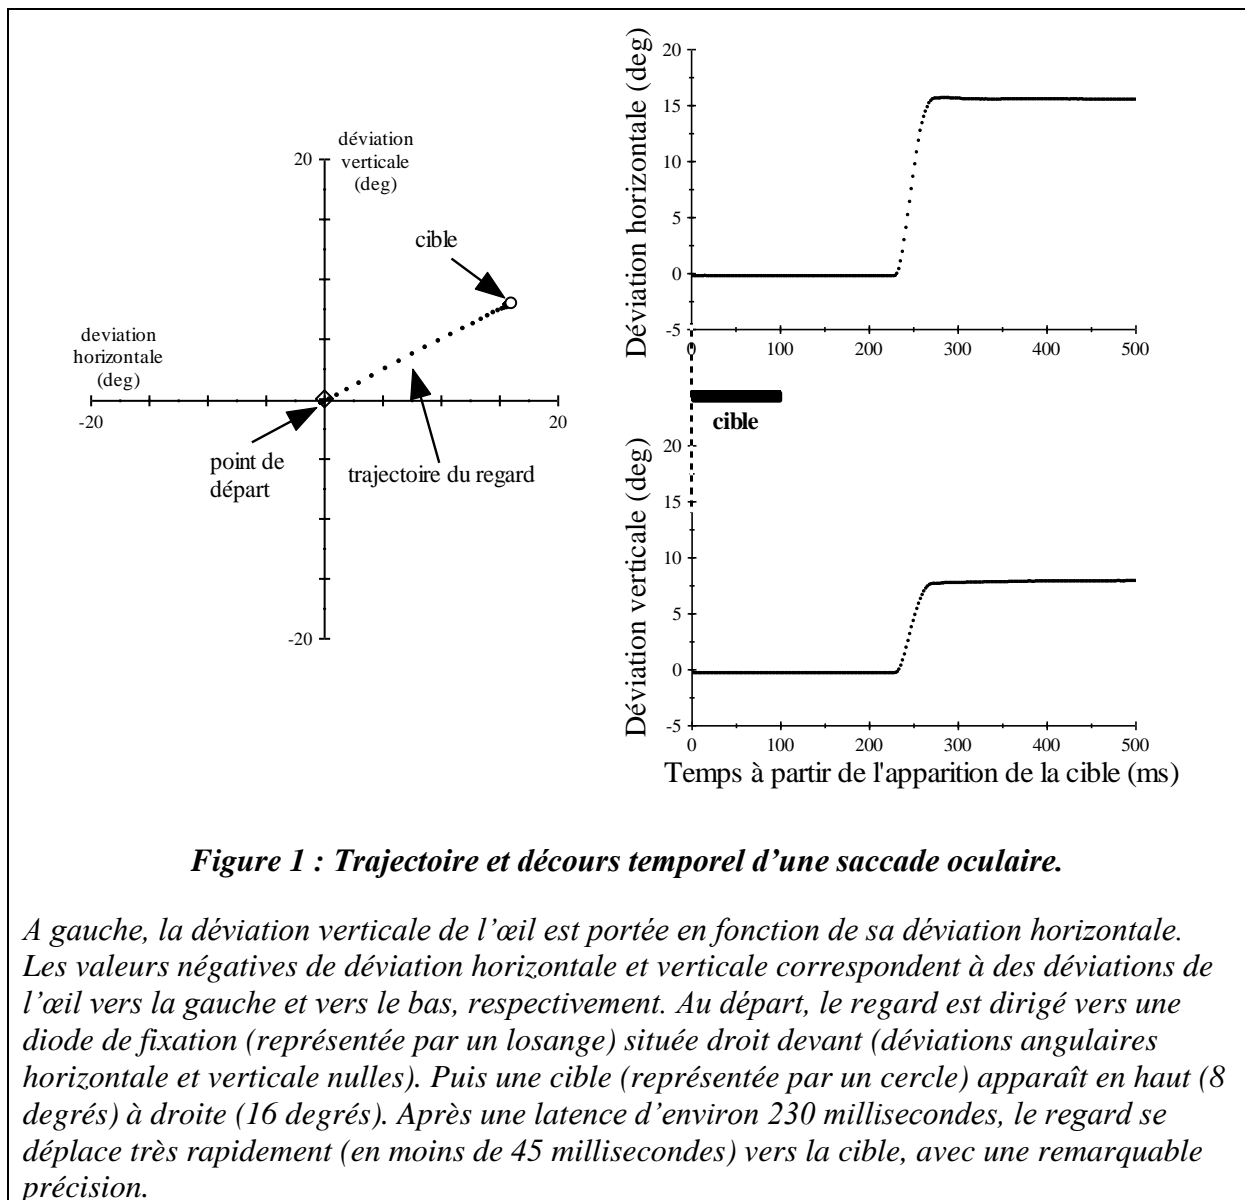 déviation
verticale
(deg)
20
cible
deviation
horizontale
(deg)
-20
20
point de
départ
trajectoire du regard
-20
Déviation horizontale (deg)
20
15
10
5
0
-5
0
100
200
300
400
500
cible
Déviation verticale (deg)
20
15
10
5
0
-5
0
100
200
300
400
500
Temps à partir de l'apparition de la cible (ms)
Figure 1 : Trajectoire et décours temporel d’une saccade oculaire.
A gauche, la déviation verticale de l’œil est portée en fonction de sa déviation horizontale.
Les valeurs négatives de déviation horizontale et verticale correspondent à des déviations de
l’œil vers la gauche et vers le bas, respectivement. Au départ, le regard est dirigé vers une
diode de fixation (représentée par un losange) située droit devant (déviations angulaires
horizontale et verticale nulles). Puis une cible (représentée par un cercle) apparaît en haut (8
degrés) à droite (16 degrés). Après une latence d’environ 230 millisecondes, le regard se
déplace très rapidement (en moins de 45 millisecondes) vers la cible, avec une remarquable
précision.